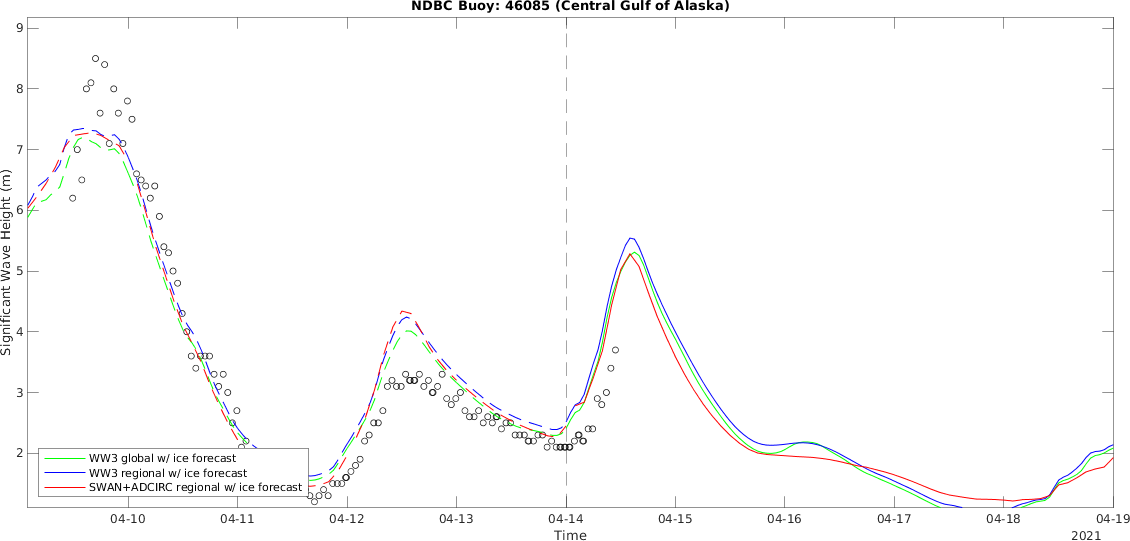 NDBC Buoy: 46085 (Central Gulf of Alaska)
9
8
7
6
5
4
3
2
Significant Wave Height (m)
WW3 global w/ ice forecast
WW3 regional w/ ice forecast
SWAN+ADCIRC regional w/ ice forecast
04-10 04-11 04-12 04-13 04-14 04-15 04-16 04-17 04-18 04-19
Time
2021